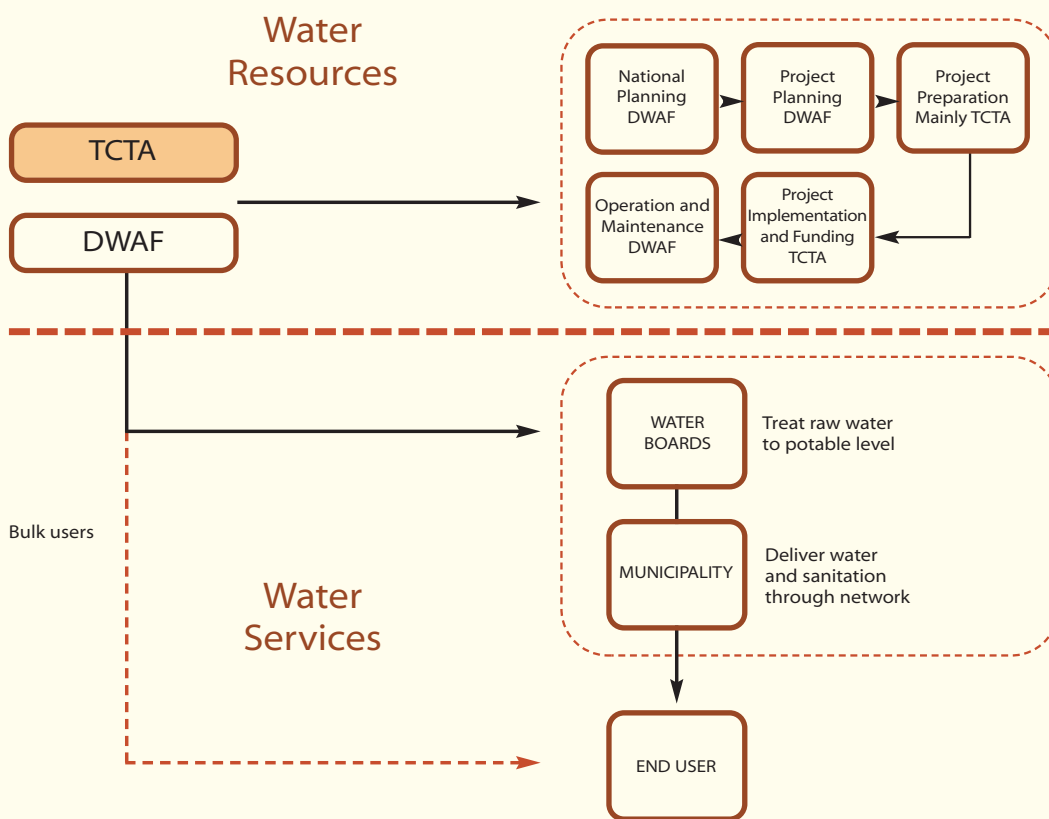 Water
Resources
TCTA
DWAF
National
Planning
DWAF
Project
Planning
DWAF
Project
Preparation
Mainly TCTA
Operation and
Maintenance
DWAF
Project
Implementation
and Funding
TCTA
WATER
BOARDS
Treat raw water
to potable level
Bulk users
MUNICIPALITY
Deliver water
and sanitation
through network
Water
Services
END USER